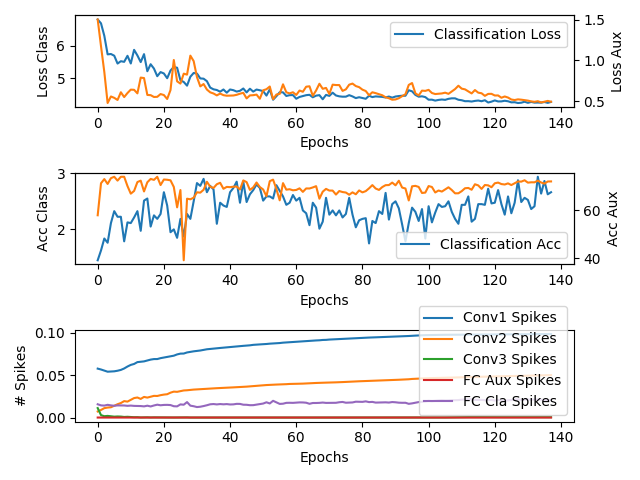 Classification Loss
Loss Class
Loss Aux
6
5
1.5
1.0
0.5
0 20 40 60 80 100 120 140
Epochs
Classification Acc
Acc Class
Acc Aux
3
2
60
40
0 20 40 60 80 100 120 140
Epochs
Conv1 Spikes
Conv2 Spikes
Conv3 Spikes
FC Aux Spikes
FC Cla Spikes
# Spikes
0.10
0.05
0.00
0 20 40 60 80 100 120 140
Epochs